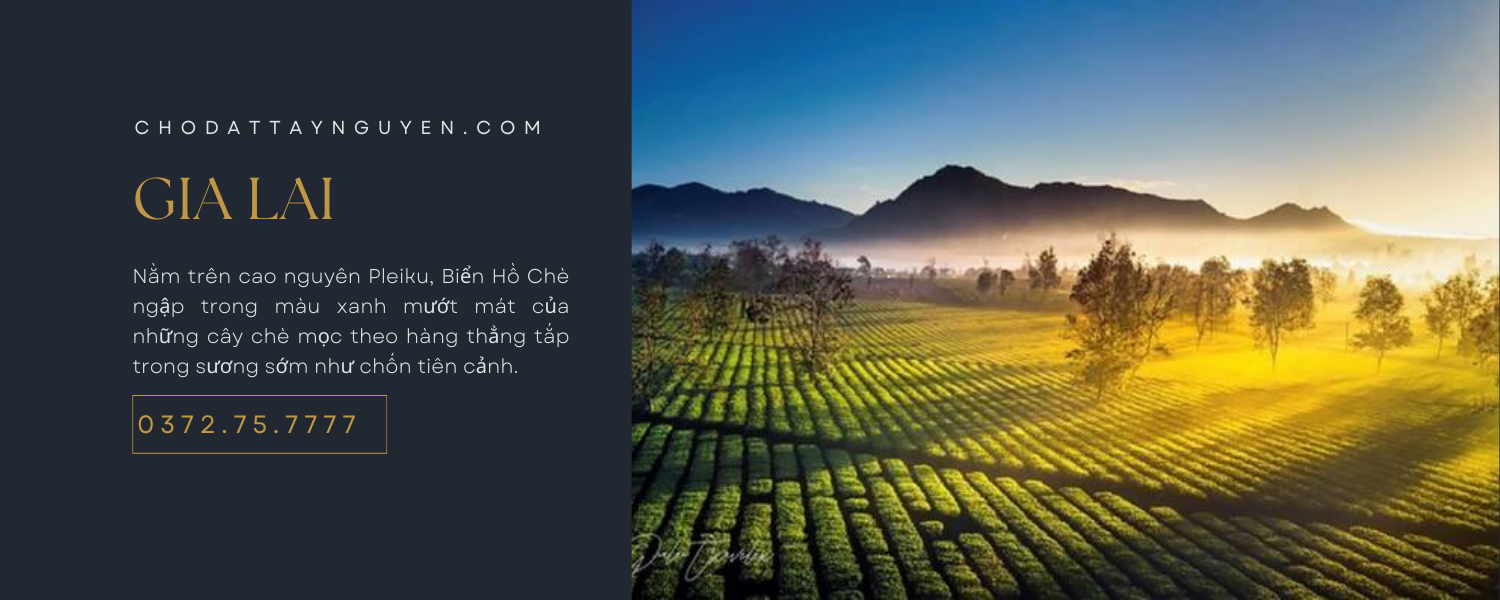 CHODATTAYNGUYEN.COM
GIA LAI
Nằm trên cao nguyên Pleiku, Biển Hồ Chè
ngập trong màu xanh mướt mát của
những cây chè mọc theo hàng thẳng tắp
trong sương sớm như chốn tiên cảnh.
0372.75.7777